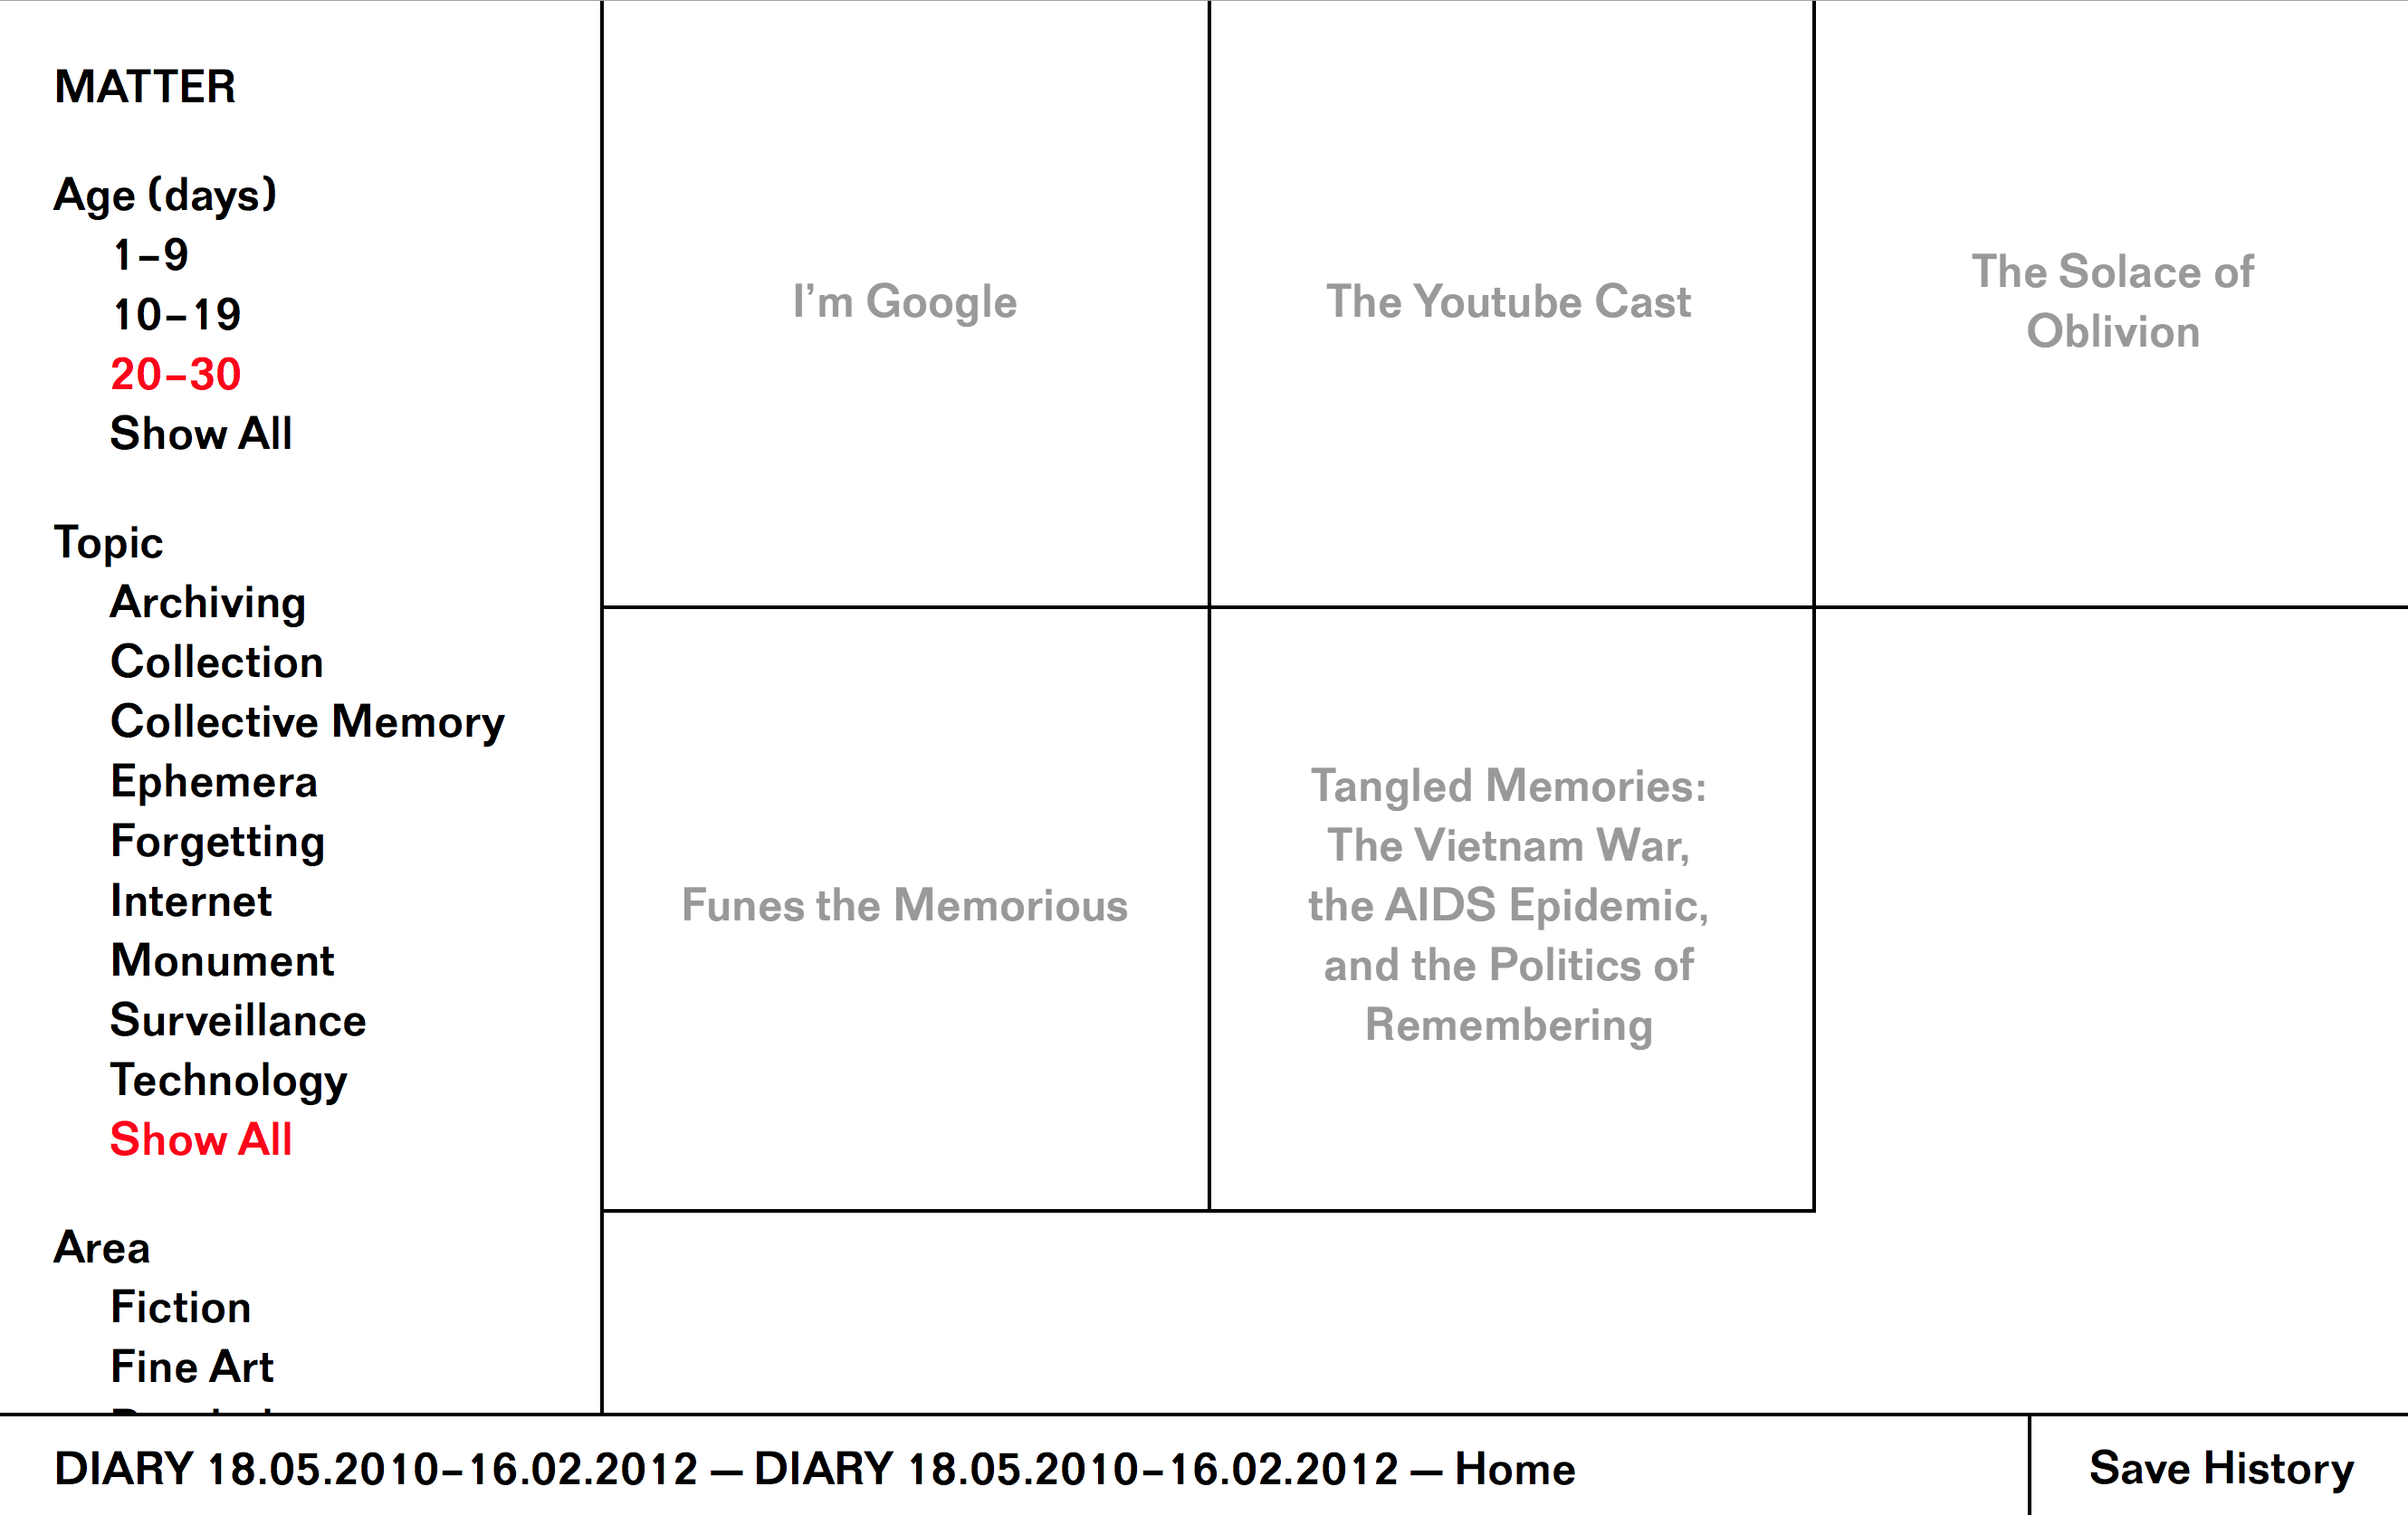 MATTER
Age (days)
1–9
10–19
20–30
Show All
Topic
Archiving
Collection
Collective Memory
Ephemera
Forgetting
Internet
Monument
Surveillance
Technology
Show All
Area
Fiction
Fine Art
I’m Google
The Youtube Cast
The Solace of
Oblivion
Funes the Memorious
Tangled Memories:
The Vietnam War,
the AIDS Epidemic,
and the Politics of
Remembering
DIARY 18.05.2010–16.02.2012 — DIARY 18.05.2010–16.02.2012 — Home
Save History